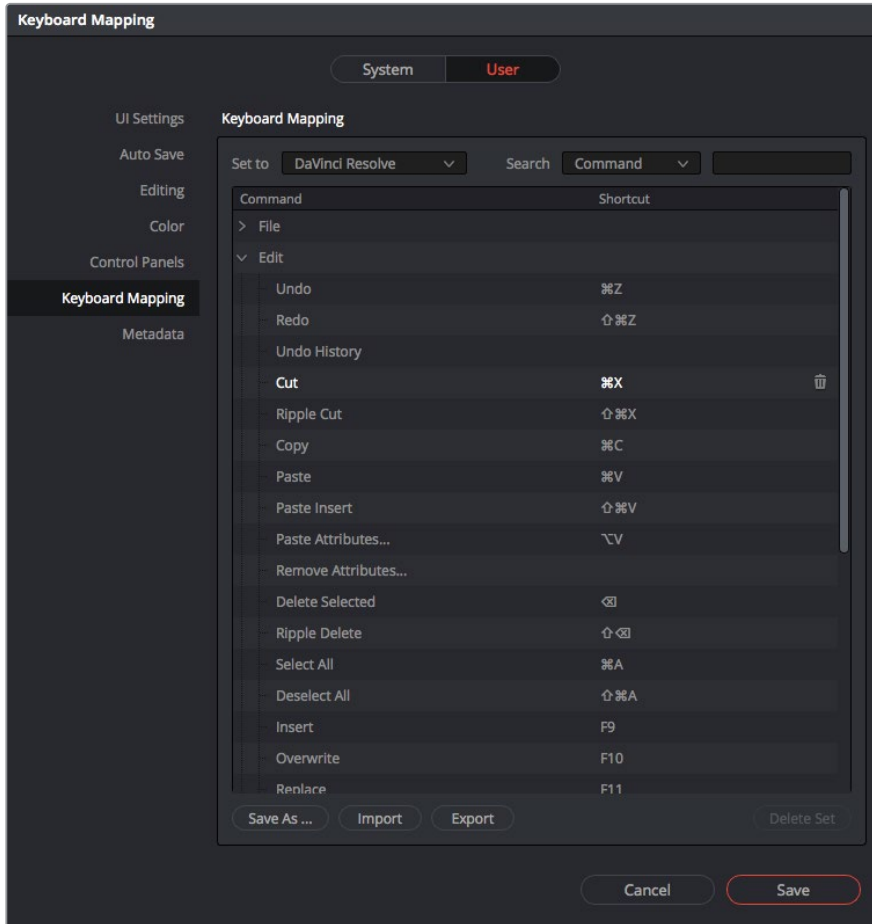 Keyboard Mapping
System User
UI Settings
Auto Save
Editing
Color
Control Panels
Keyboard Mapping
Metadata
Keyboard Mapping
Set to DaVinci Resolve Search Command
Command Shortcut
File
Edit
Undo ⌘Z
Redo ⇧⌘Z
Undo History
Cut ⌘X
Ripple Cut ⇧⌘X
Copy ⌘C
Paste ⌘V
Paste Insert ⇧⌘V
Paste Attributes... ⌥V
Remove Attributes...
Delete Selected ⌫
Ripple Delete ⇧⌫
Select All ⌘A
Deselect All ⇧⌘A
Insert F9
Overwrite F10
Replace F11
Save As ... Import Export Delete Set
Cancel Save